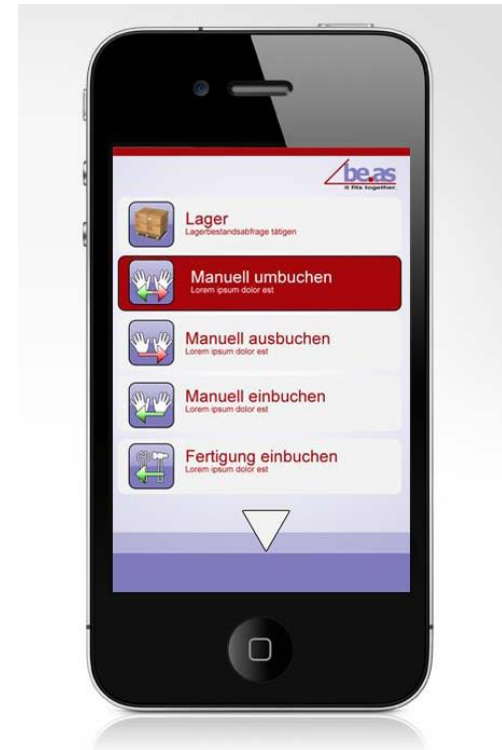 be.as
it fits together.
Lager
Lagerbestandsabfrage tätigen
Manuell umbuchen
Lorem ipsum dolor est
Manuell ausbuchen
Lorem ipsum dolor est
Manuell einbuchen
Lorem ipsum dolor est
Fertigung einbuchen
Lorem ipsum dolor est